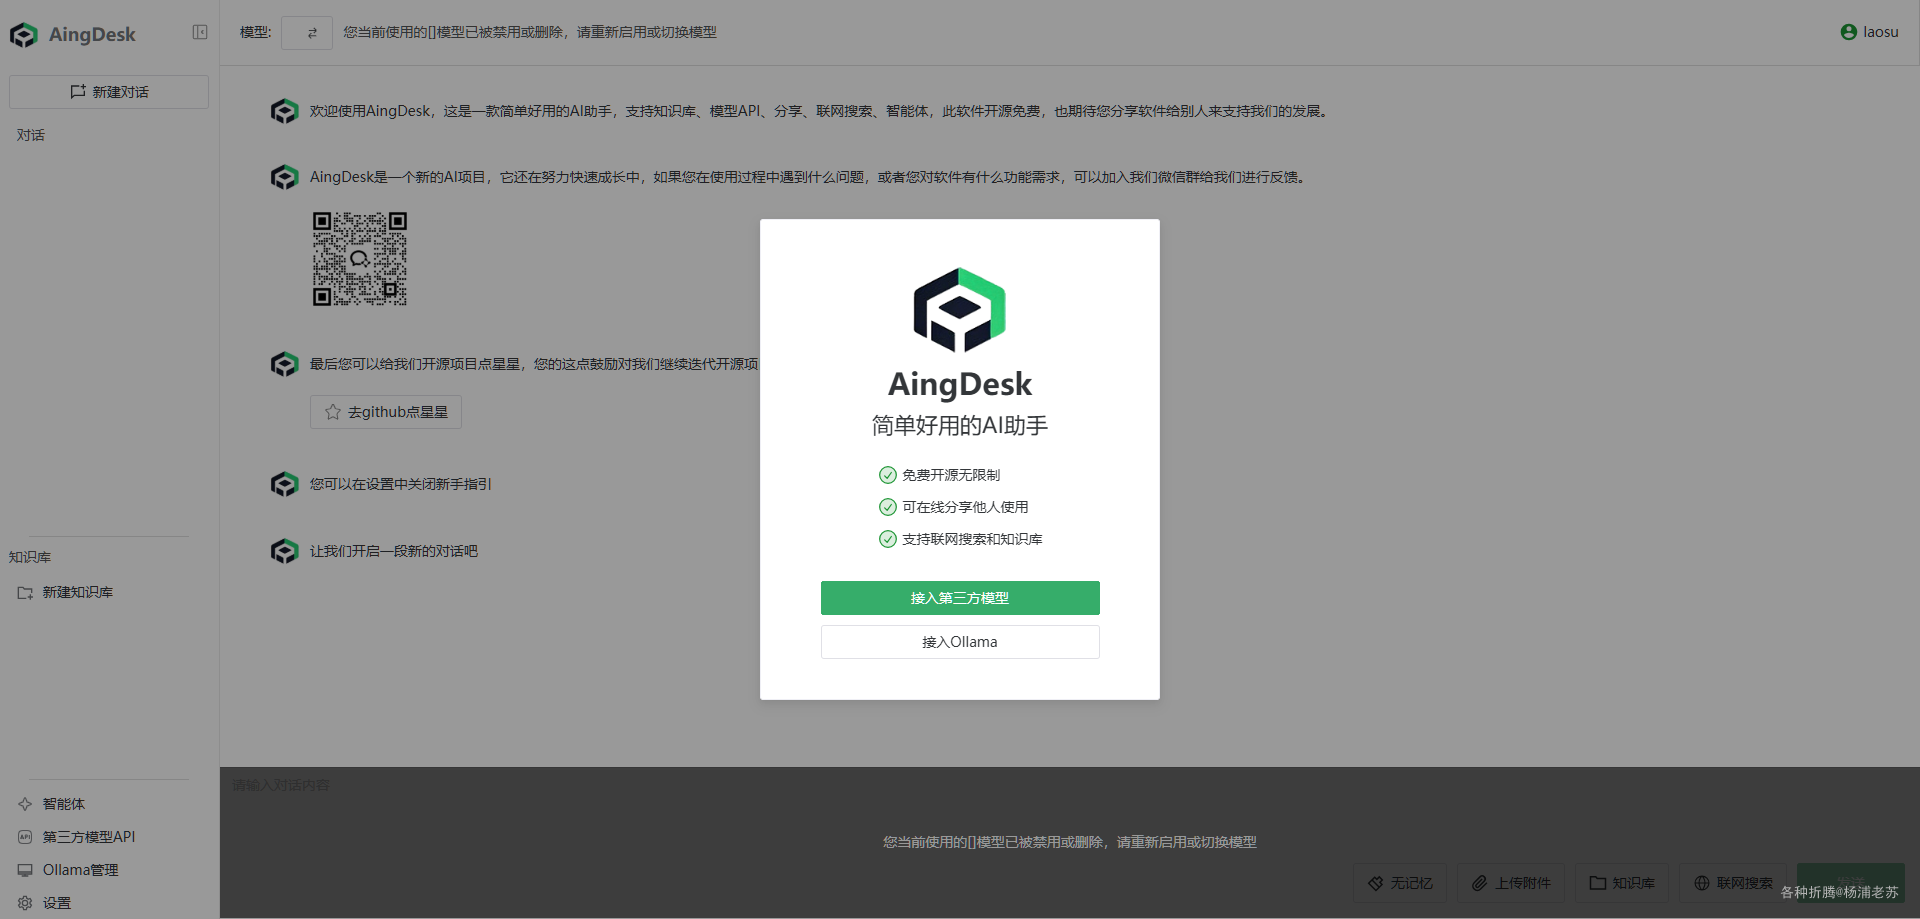 AingDesk
新建对话
对话
知识库
新建知识库
智能体
API
第三方模型API
Ollama管理
设置
模型:
您当前使用的[]模型已被禁用或删除，请重新启用或切换模型
laosu
欢迎使用AingDesk，这是一款简单好用的AI助手，支持知识库、模型API、分享、联网搜索、智能体，此软件开源免费，也期待您分享软件给别人来支持我们的发展。
AingDesk是一个新的AI项目，它还在努力快速成长中，如果您在使用过程中遇到什么问题，或者您对软件有什么功能需求，可以加入我们微信群给我们进行反馈。
最后您可以给我们开源项目点星星，您的这点鼓励对我们继续迭代开源项
去github点星星
您可以在设置中关闭新手指引
让我们开启一段新的对话吧
AingDesk
简单好用的AI助手
免费开源无限制
可在线分享他人使用
支持联网搜索和知识库
接入第三方模型
接入Ollama
请输入对话内容
您当前使用的[]模型已被禁用或删除，请重新启用或切换模型
无记忆
上传附件
知识库
联网搜索
各种折腾@杨浦老苏